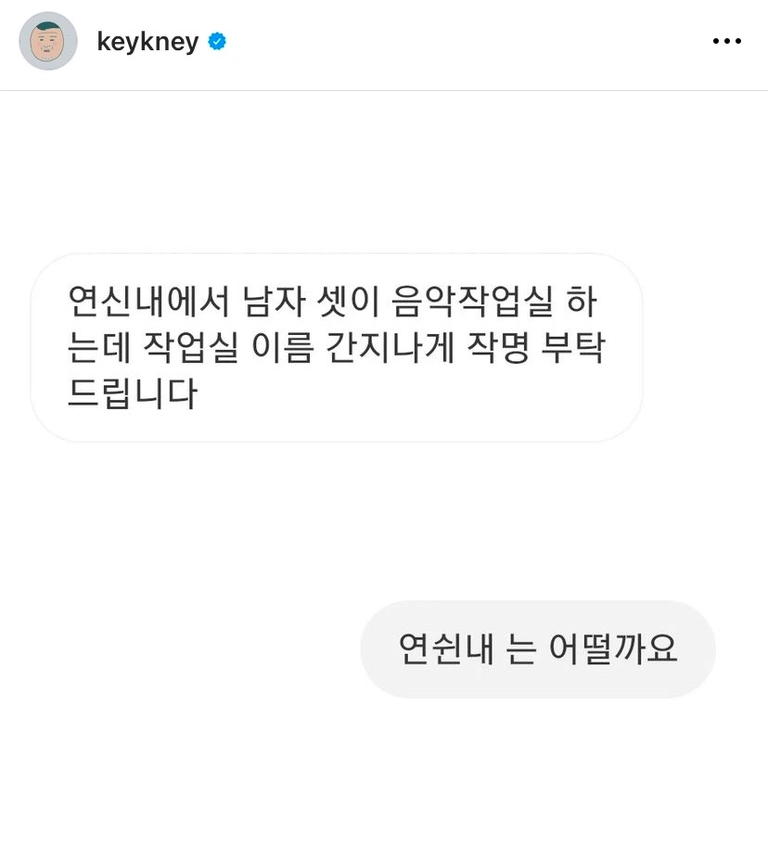 keykney
연신내에서 남자 셋이 음악작업실 하
는데 작업실 이름 간지나게 작명 부탁
드립니다
연쉰내 는 어떨까요